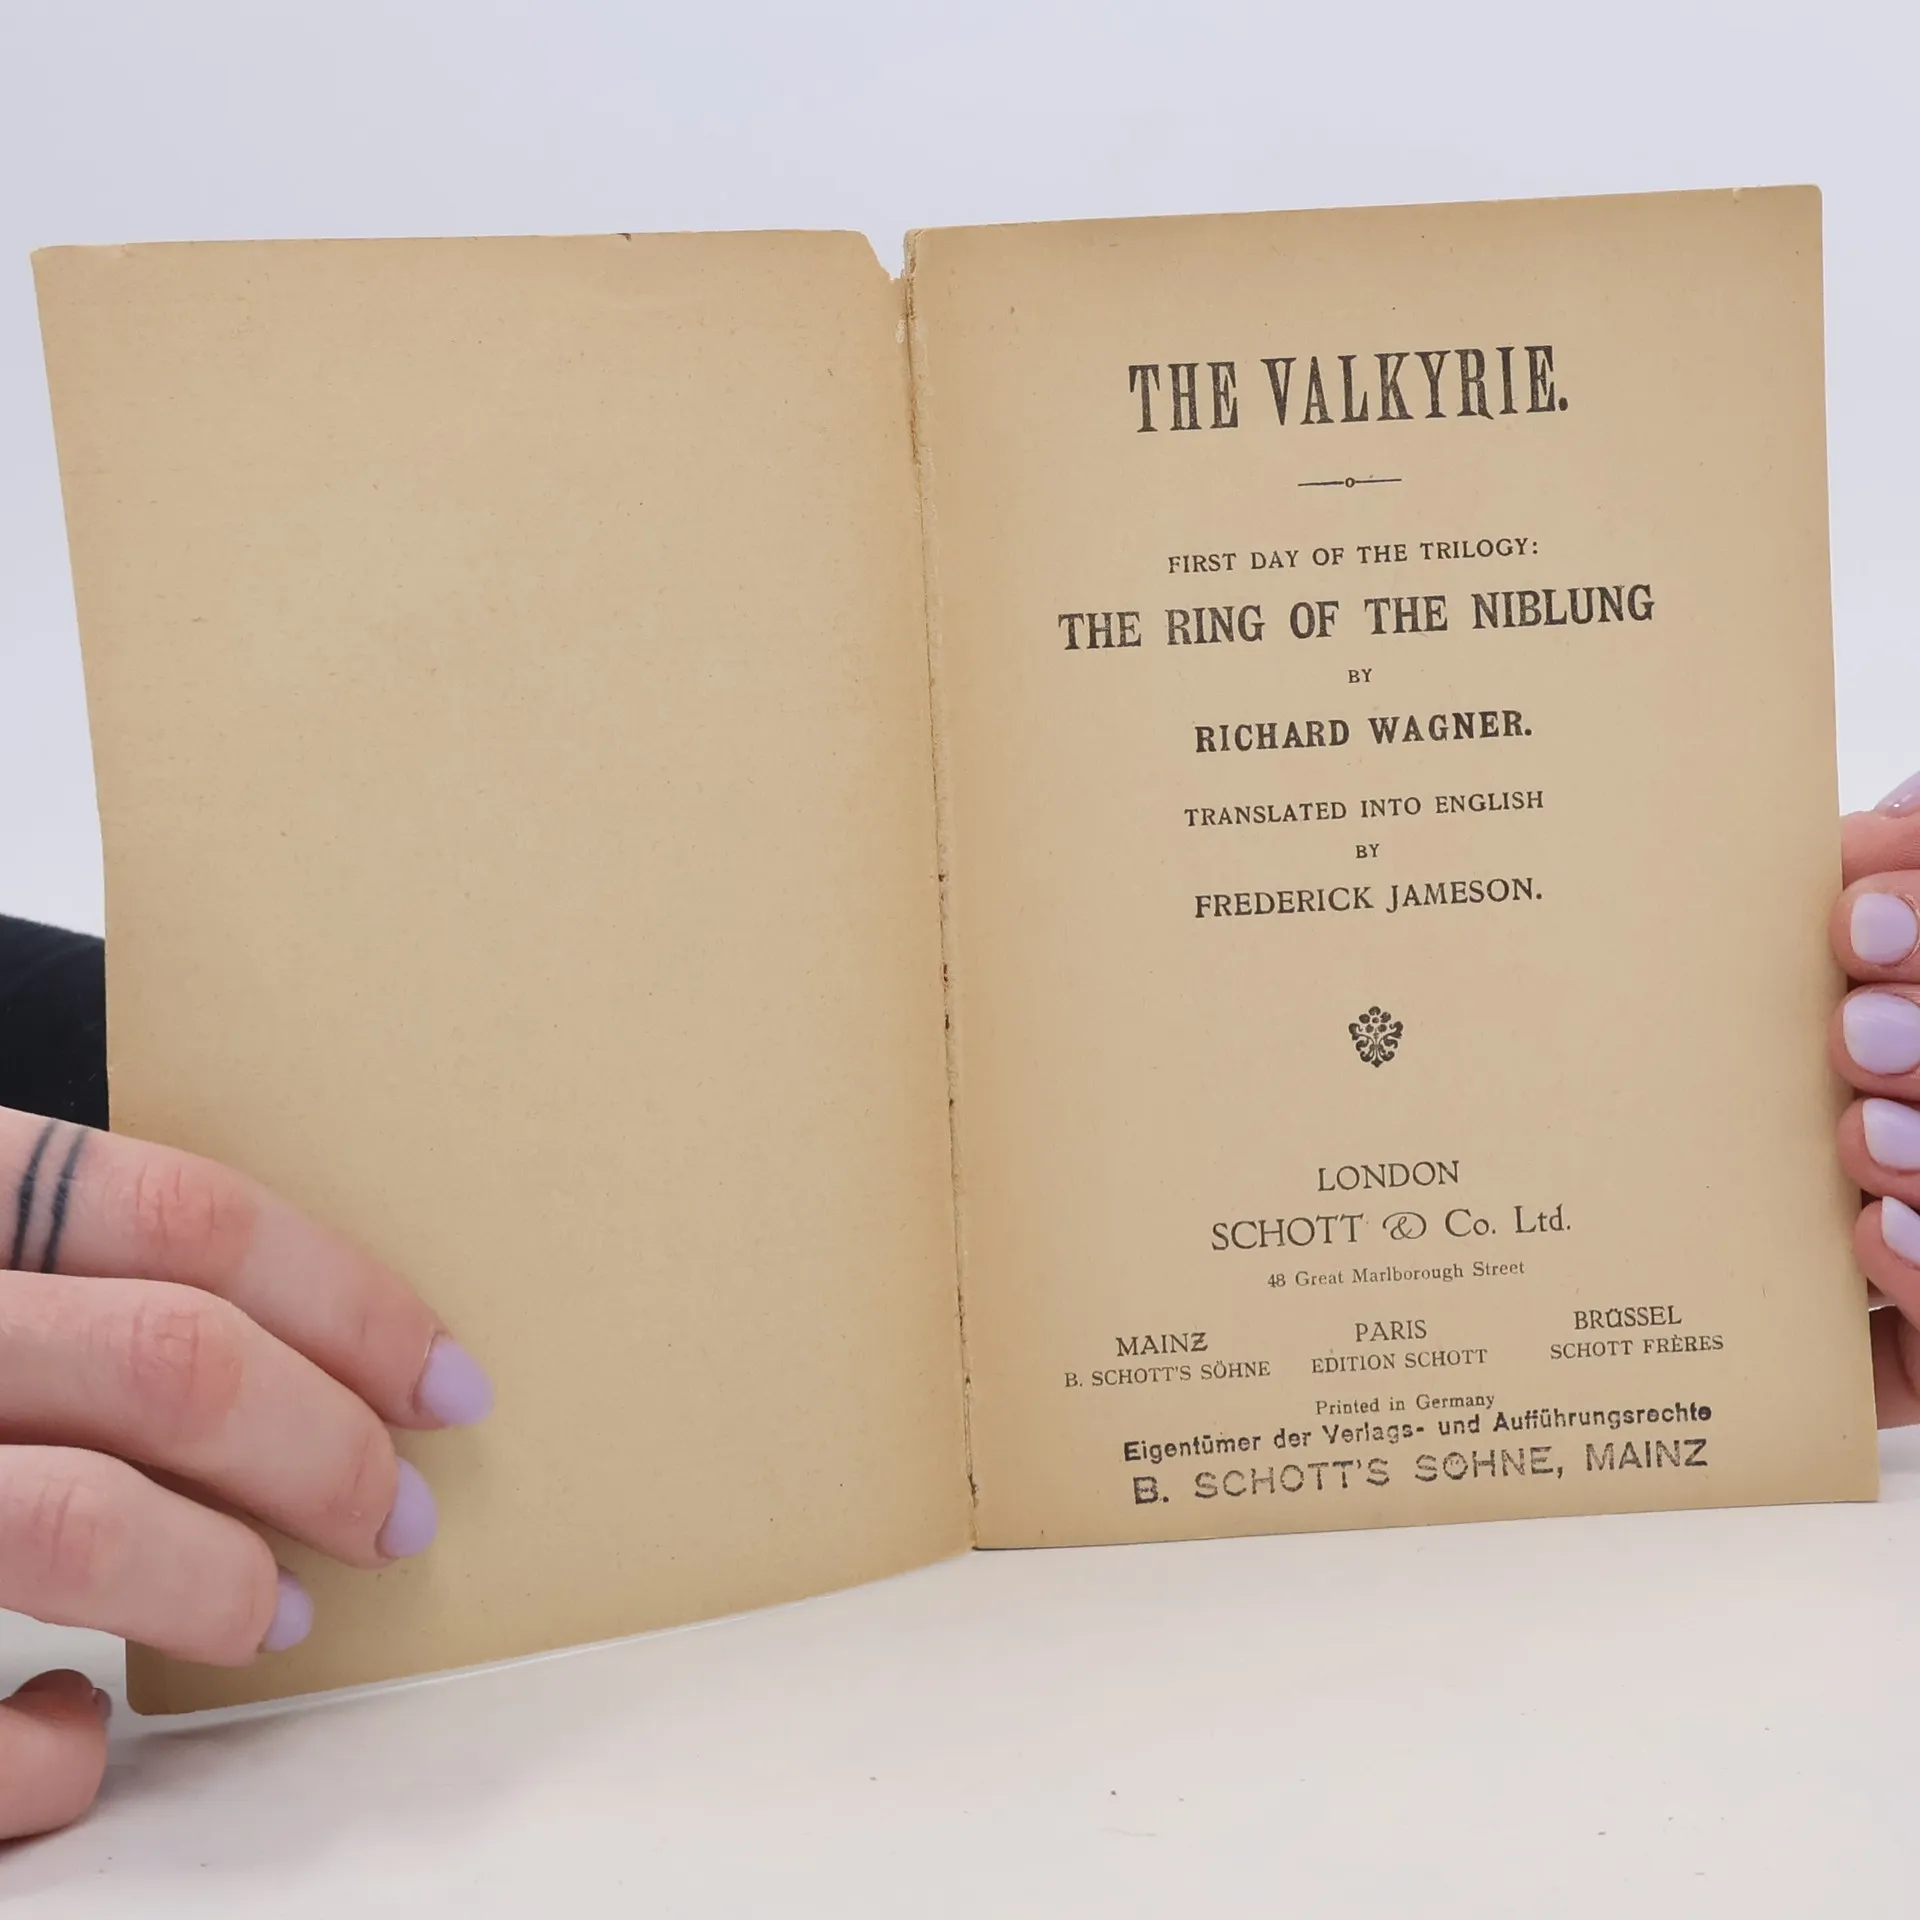 THE VALKYRIE.
FIRST DAY OF THE TRILOGY:
THE RING OF THE NIBLUNG
BY
RICHARD WAGNER.
TRANSLATED INTO ENGLISH
BY
FREDERICK JAMESON.
LONDON
SCHOTT & Co. Ltd.
48 Great Marlborough Street
MAINZ PARIS BRÜSSEL
B. SCHOTT'S SÖHNE EDITION SCHOTT SCHOTT FRÈRES
Printed in Germany
Eigentümer der Verlags- und Aufführungsrechte
B. SCHOTT'S SÖHNE, MAINZ